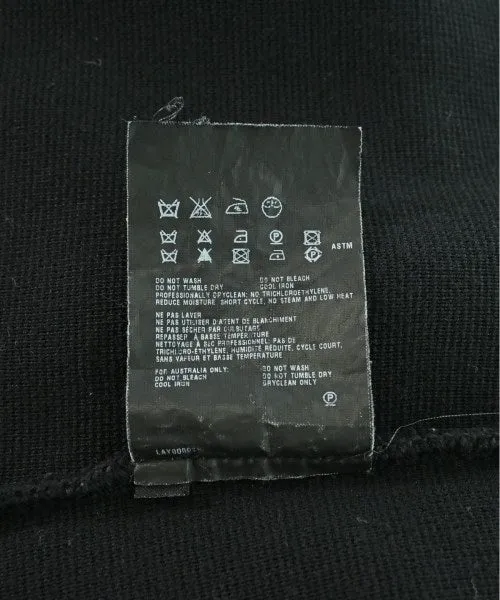 ASTM
DO NOT WASH DO NOT BLEACH
DO NOT TUMBLE DRY COOL IRON
PROFESSIONALLY DRYCLEAN: NO TRICHLOROETHYLENE,
REDUCE MOISTURE, SHORT CYCLE, NO STEAM AND LOW HEAT
NE PAS LAVER
NE PAS UTILISER D'AGENT DE BLANCHIMENT
NE PAS SÉCHER PAR CULBUTAGE
REPASSER À BASSE TEMPÉRATURE
NETTOYAGE À SEC PROFESSIONNEL: PAS DE
TRICHLORO-ÉTHYLÈNE, HUMIDITÉ RÉDUITE, CYCLE COURT,
SANS VAPEUR ET BASSE TEMPÉRATURE
FOR AUSTRALIA ONLY: DO NOT WASH
DO NOT BLEACH DO NOT TUMBLE DRY
COOL IRON DRYCLEAN ONLY
P